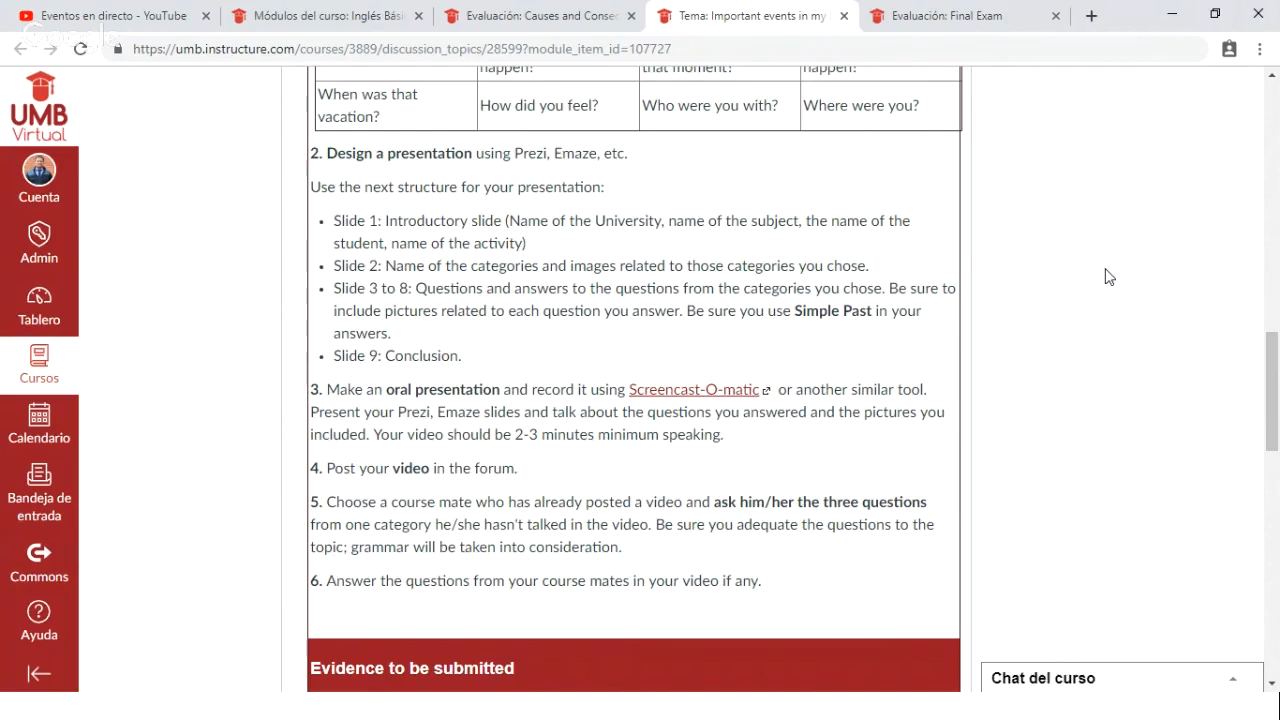 Eventos en directo - YouTube
Módulos del curso: Inglés Bási
Evaluación: Causes and Consec
Tema: Important events in my l
Evaluación: Final Exam
https://umb.instructure.com/courses/3889/discussion_topics/28599?module_item_id=107727
UMB
Virtual
Cuenta
Admin
Tablero
Cursos
Calendario
Bandeja de
entrada
Commons
Ayuda
happen? that moment? happen?
When was that
vacation?
How did you feel? Who were you with? Where were you?
2. Design a presentation using Prezi, Emaze, etc.
Use the next structure for your presentation:
• Slide 1: Introductory slide (Name of the University, name of the subject, the name of the
student, name of the activity)
• Slide 2: Name of the categories and images related to those categories you chose.
• Slide 3 to 8: Questions and answers to the questions from the categories you chose. Be sure to
include pictures related to each question you answer. Be sure you use Simple Past in your
answers.
• Slide 9: Conclusion.
3. Make an oral presentation and record it using Screencast-O-matic or another similar tool.
Present your Prezi, Emaze slides and talk about the questions you answered and the pictures you
included. Your video should be 2-3 minutes minimum speaking.
4. Post your video in the forum.
5. Choose a course mate who has already posted a video and ask him/her the three questions
from one category he/she hasn't talked in the video. Be sure you adequate the questions to the
topic; grammar will be taken into consideration.
6. Answer the questions from your course mates in your video if any.
Evidence to be submitted
Chat del curso